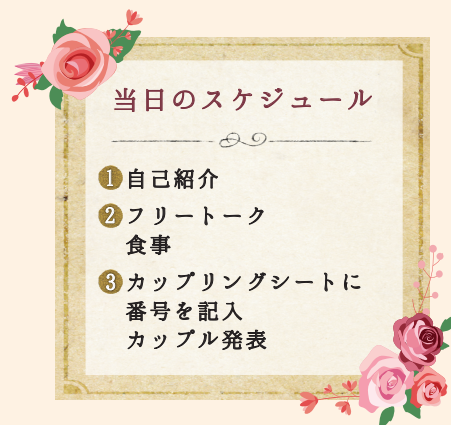 当日のスケジュール
1 自己紹介
2 フリートーク
食事
3 カップリングシートに
番号を記入
カップル発表